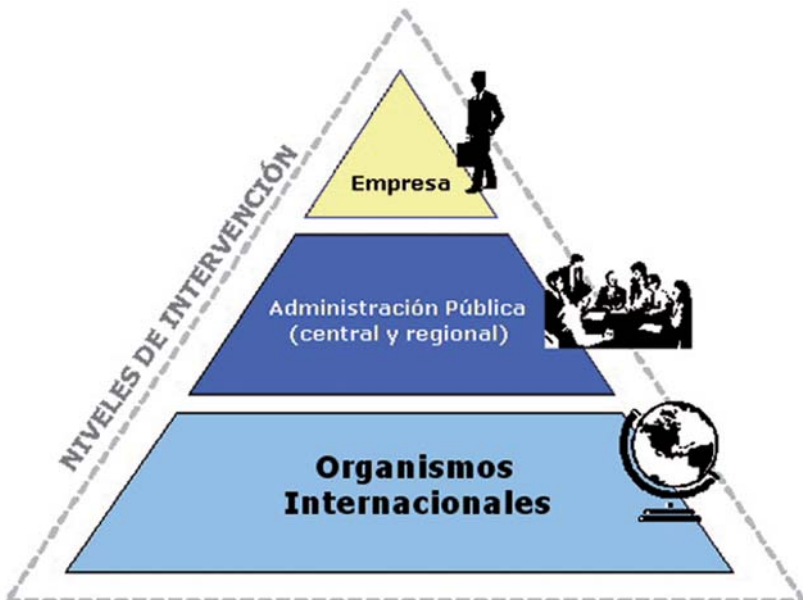 NIVELES DE INTERVENCIÓN
Empresa
Administración Pública
(central y regional)
Organismos
Internacionales